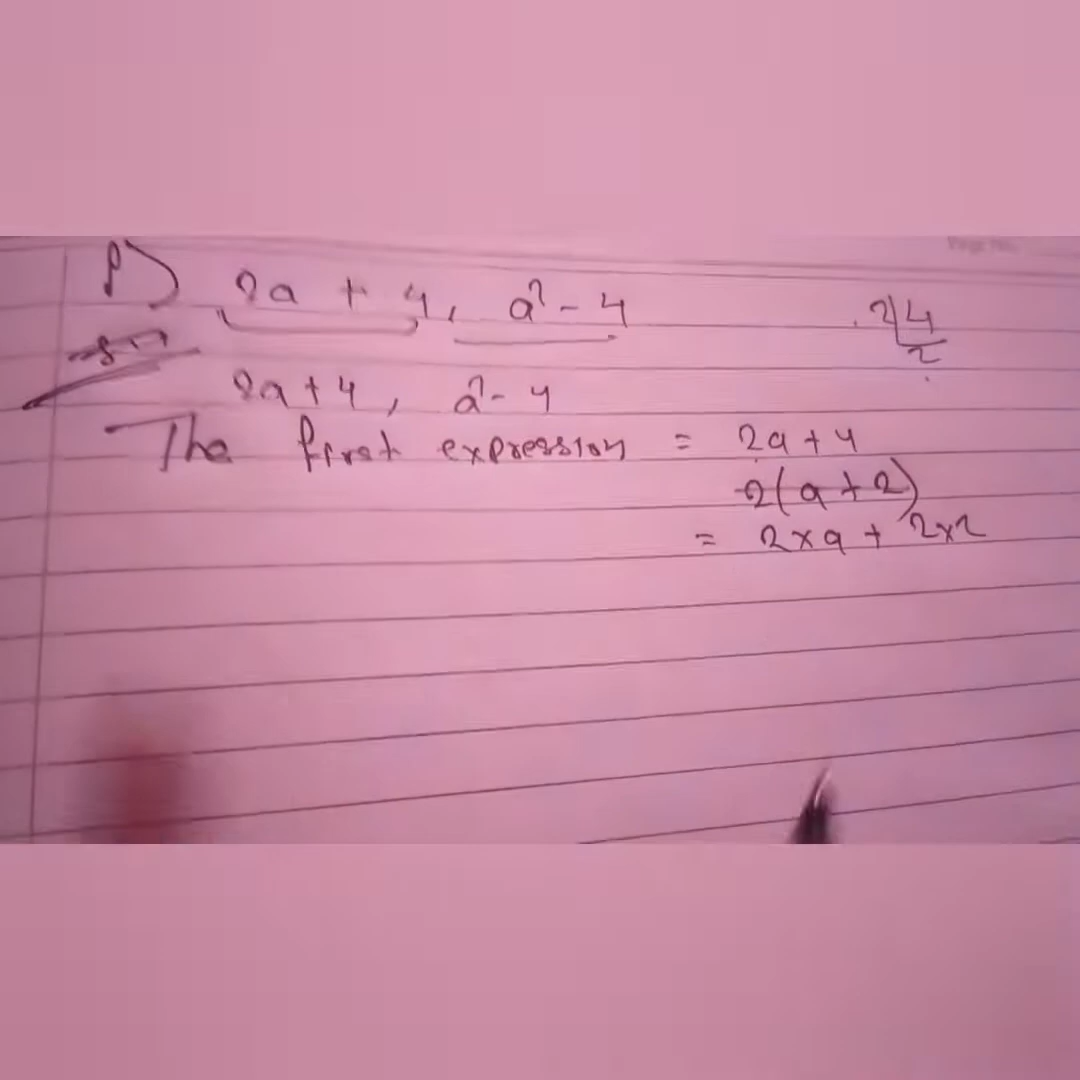 P) 2a + 4, a² - 4
2 4
2
2a + 4, a² - 4
The first expression = 2a + 4
2(a + 2)
= 2×a + 2×2